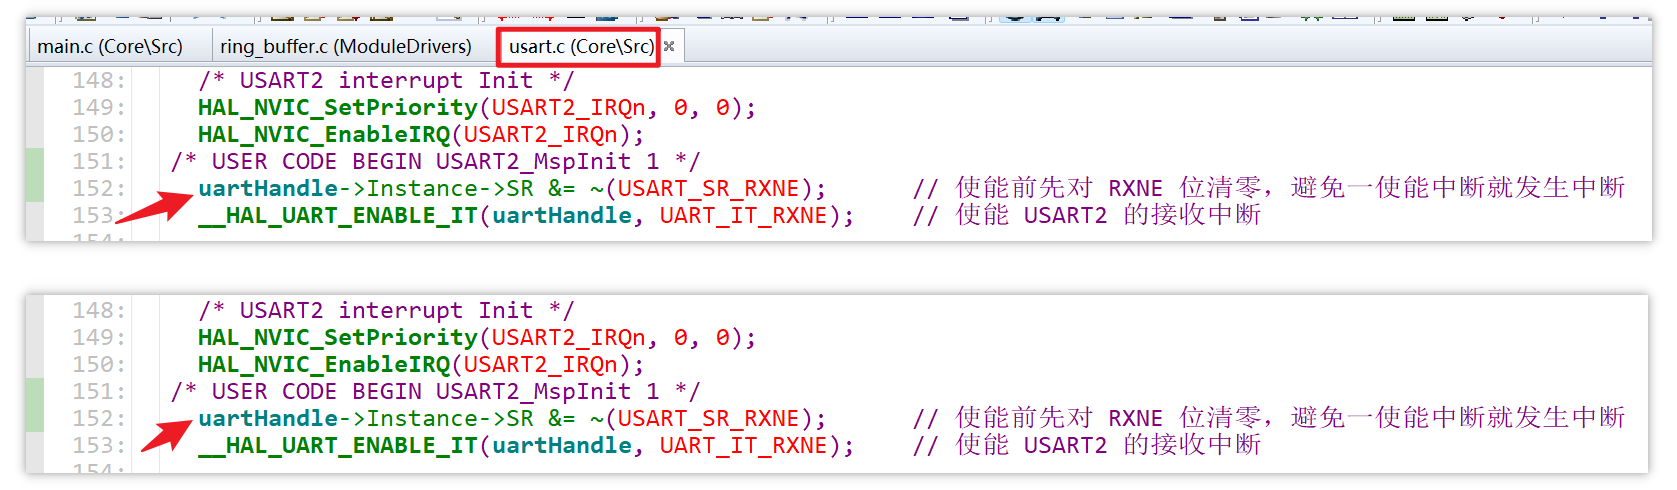 main.c (Core\Src) ring_buffer.c (ModuleDrivers) usart.c (Core\Src)
148: /* USART2 interrupt Init */
149: HAL_NVIC_SetPriority(USART2_IRQn, 0, 0);
150: HAL_NVIC_EnableIRQ(USART2_IRQn);
151: /* USER CODE BEGIN USART2_MspInit 1 */
152: uartHandle->Instance->SR &= ~(USART_SR_RXNE); // 使能前先对 RXNE 位清零，避免一使能中断就发生中断
153: __HAL_UART_ENABLE_IT(uartHandle, UART_IT_RXNE); // 使能 USART2 的接收中断
154:
148: /* USART2 interrupt Init */
149: HAL_NVIC_SetPriority(USART2_IRQn, 0, 0);
150: HAL_NVIC_EnableIRQ(USART2_IRQn);
151: /* USER CODE BEGIN USART2_MspInit 1 */
152: uartHandle->Instance->SR &= ~(USART_SR_RXNE); // 使能前先对 RXNE 位清零，避免一使能中断就发生中断
153: __HAL_UART_ENABLE_IT(uartHandle, UART_IT_RXNE); // 使能 USART2 的接收中断
154: